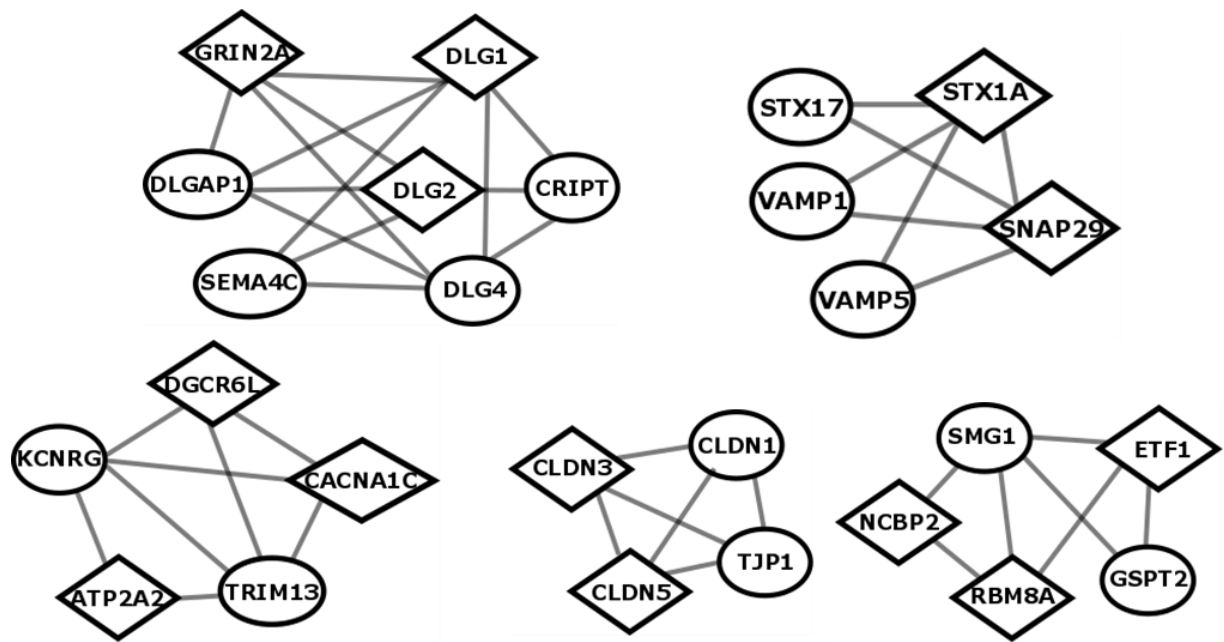 GRIN2A
DLG1
DLGAP1
DLG2
CRIPT
SEMA4C
DLG4
STX17
STX1A
VAMP1
SNAP29
VAMP5
DGCR6L
KCNRG
CACNA1C
ATP2A2
TRIM13
CLDN3
CLDN1
CLDN5
TJP1
SMG1
ETF1
NCBP2
RBM8A
GSPT2